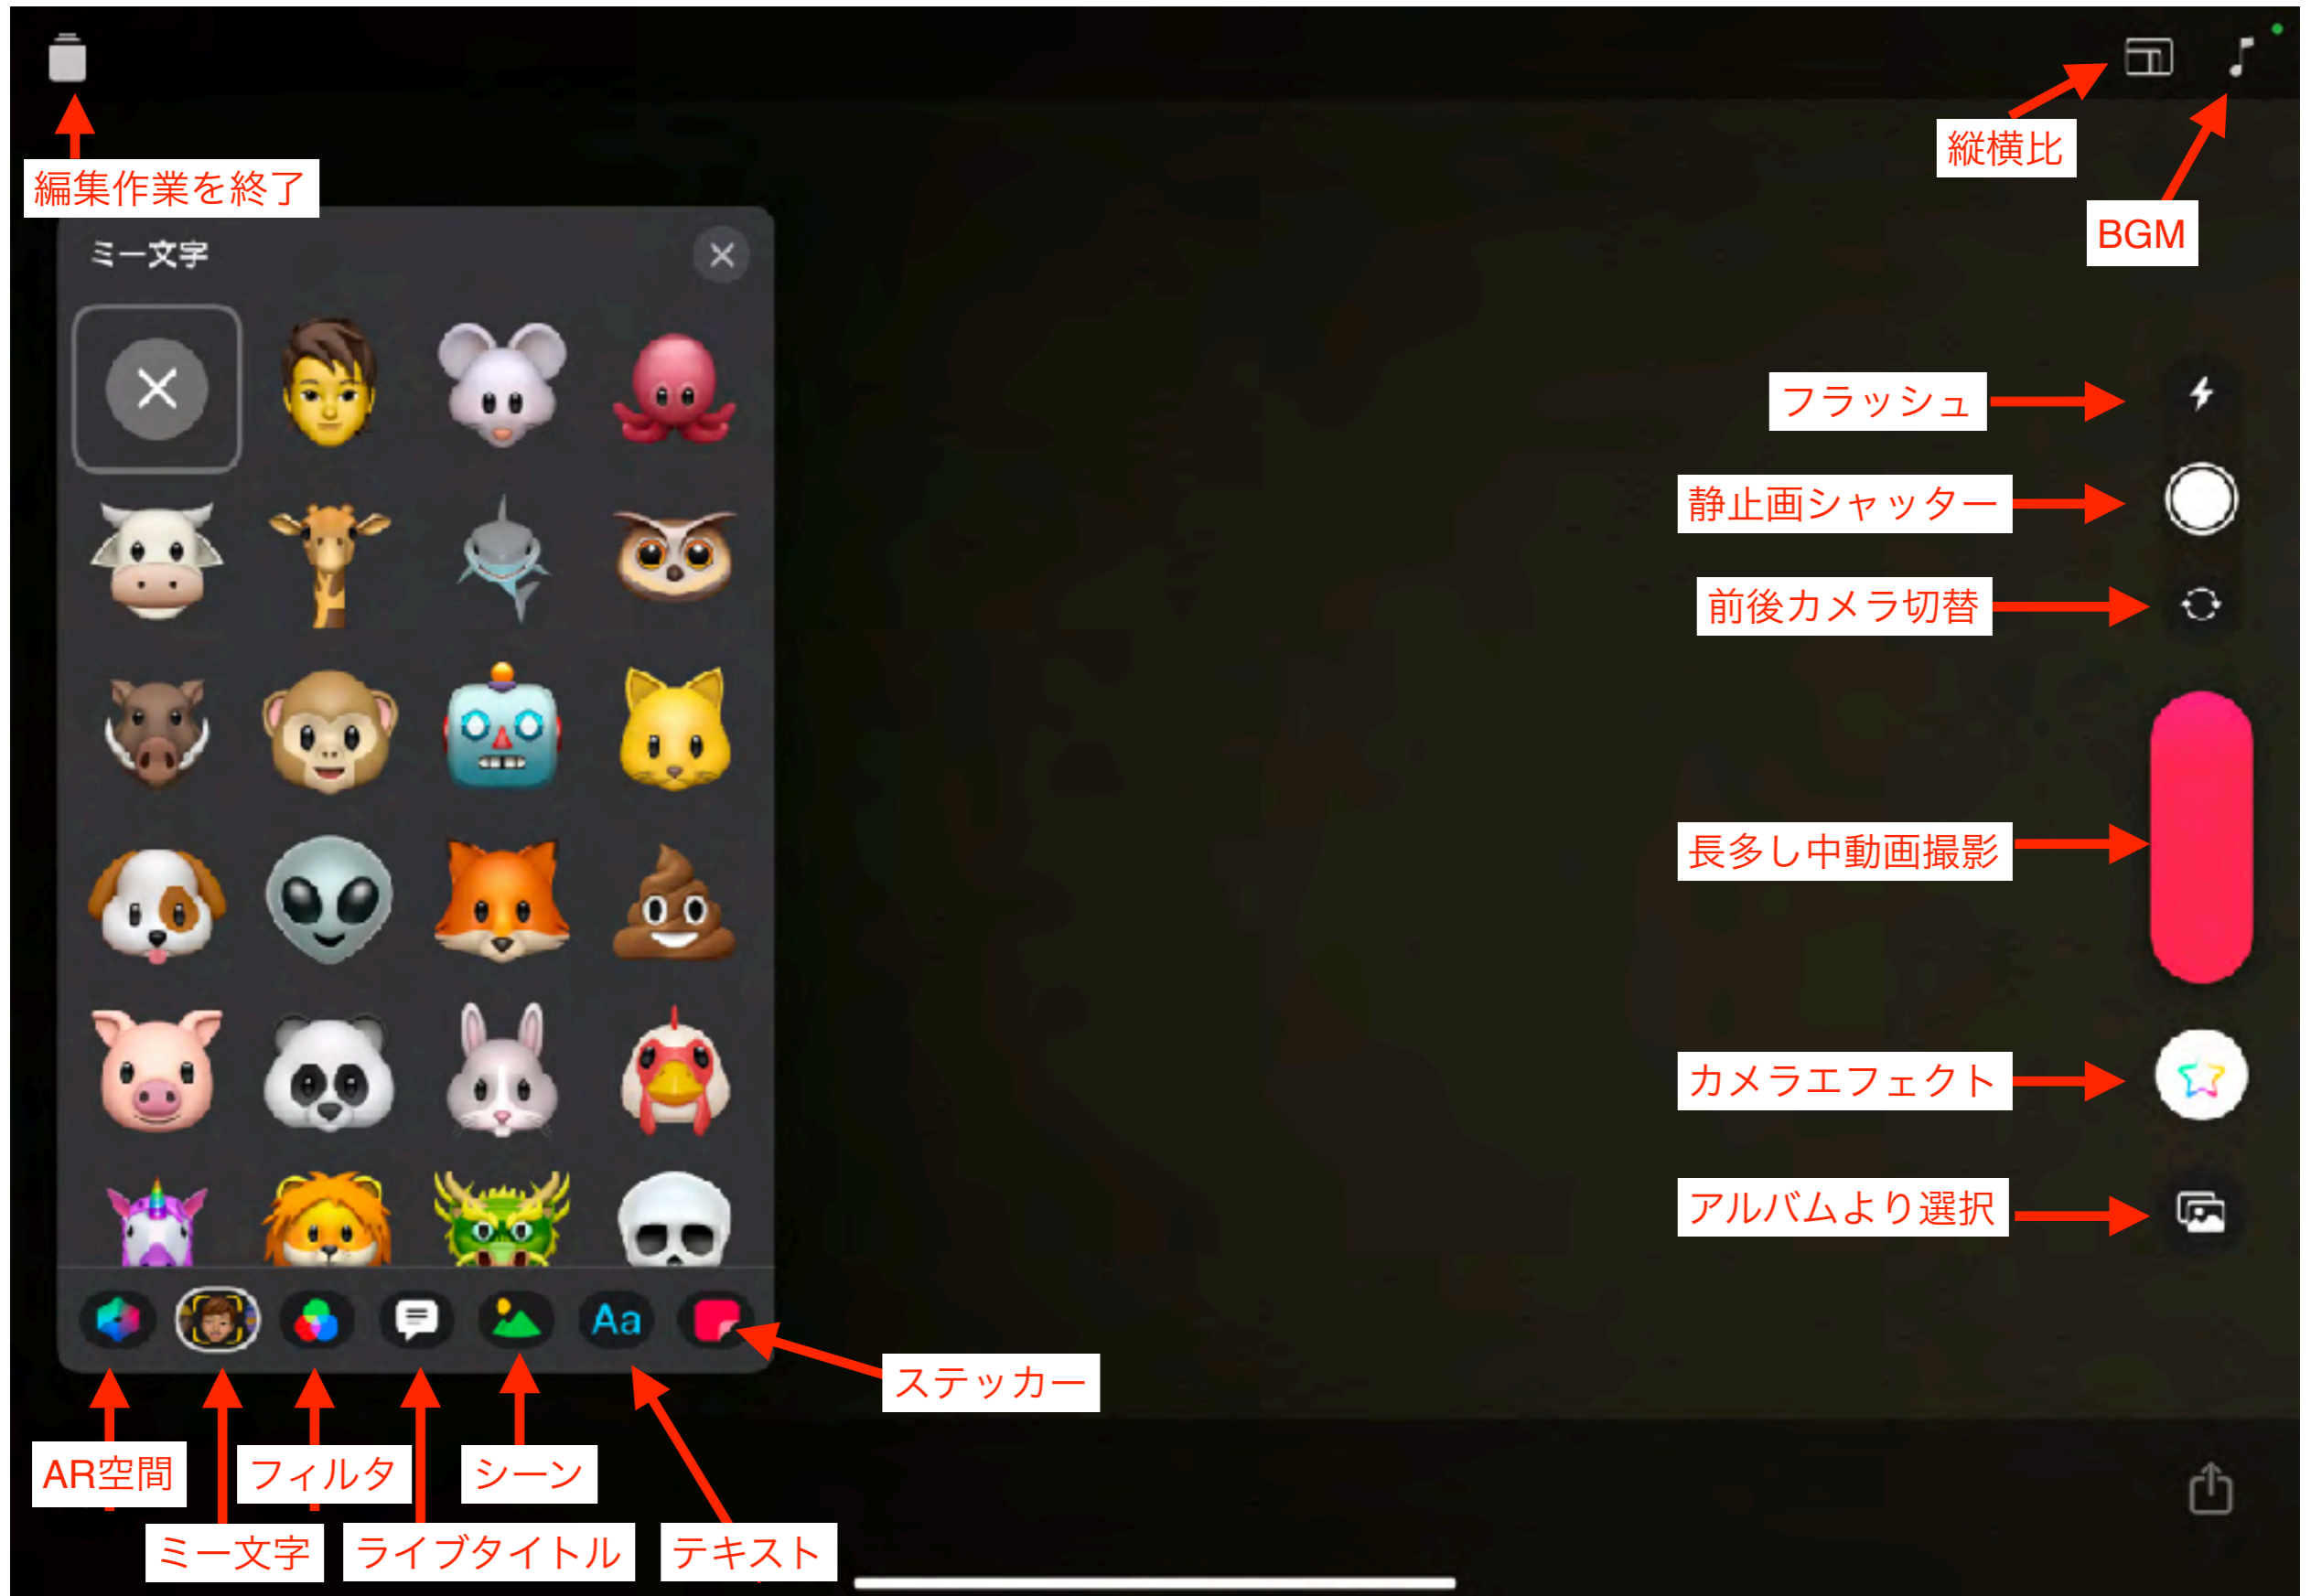 縦横比
編集作業を終了
BGM
ミー文字
フラッシュ
静止画シャッター
前後カメラ切替
長多し中動画撮影
カメラエフェクト
アルバムより選択
Aa
ステッカー
AR空間
フィルタ
シーン
ミー文字
ライブタイトル
テキスト